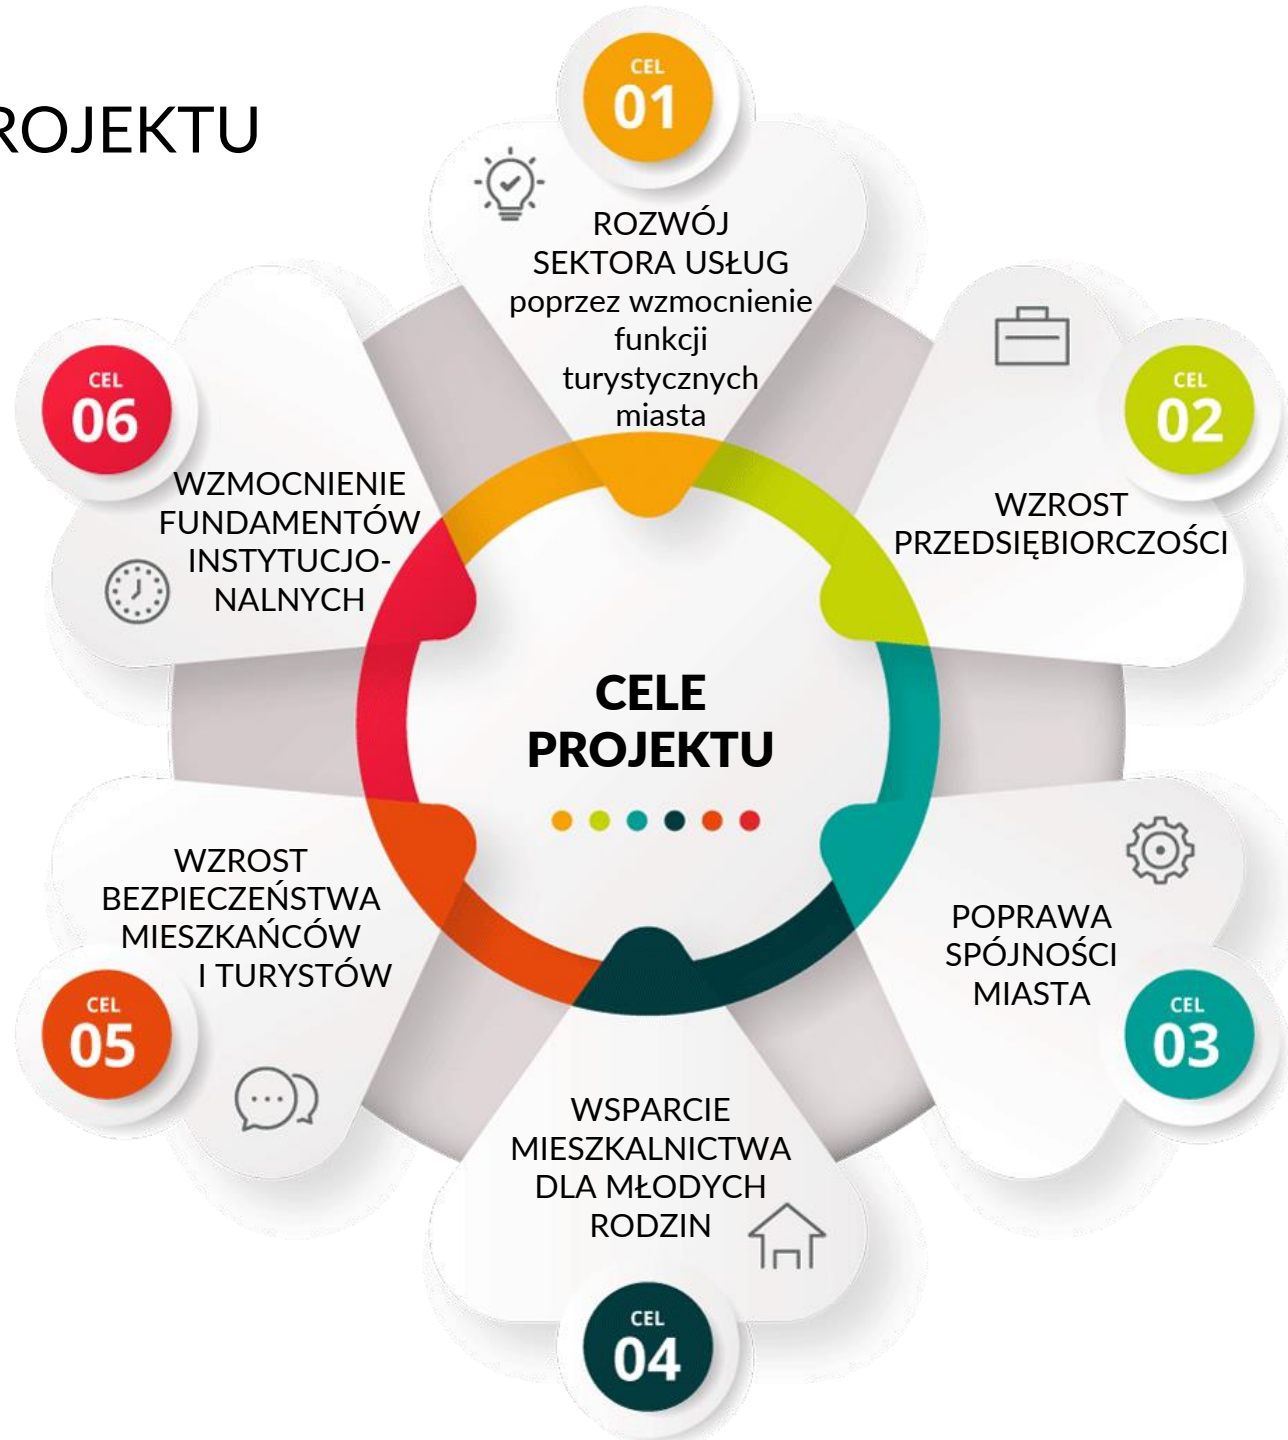 ROJEKTU
CEL
01
ROZWÓJ
SEKTORA USŁUG
poprzez wzmocnienie
funkcji
turystycznych
miasta
CEL
02
WZROST
PRZEDSIĘBIORCZOŚCI
POPRAWA
SPÓJNOŚCI
MIASTA
CEL
03
WSPARCIE
MIESZKALNICTWA
DLA MŁODYCH
RODZIN
CEL
04
WZROST
BEZPIECZEŃSTWA
MIESZKAŃCÓW
I TURYSTÓW
CEL
05
CEL
06
WZMOCNIENIE
FUNDAMENTÓW
INSTYTUCJO-
NALNYCH
CELE
PROJEKTU